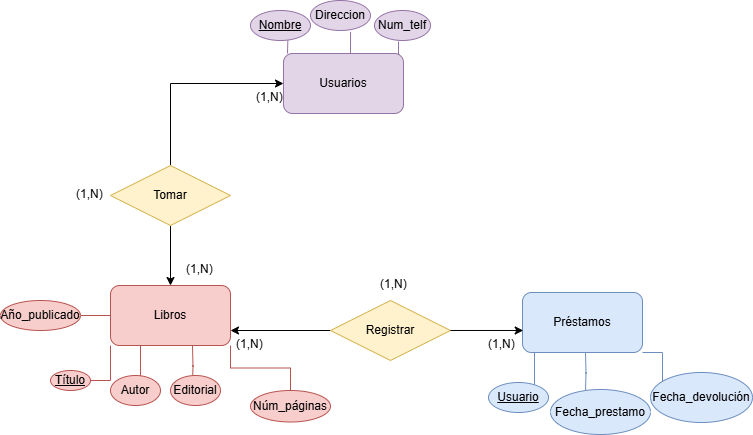 Nombre
Direccion
Num_telf
Usuarios
(1,N)
(1,N)
Tomar
(1,N)
Año_publicado
Libros
(1,N)
Registrar
(1,N)
(1,N)
Préstamos
Título
Autor
Editorial
Núm_páginas
Usuario
Fecha_prestamo
Fecha_devolución